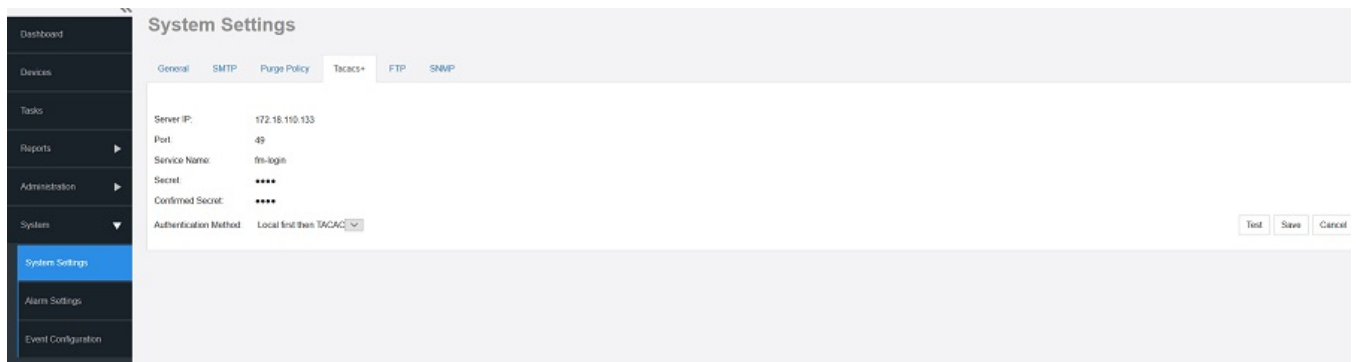 Dashboard
Devices
Tasks
Reports
Administration
System
System Settings
Alarm Settings
Event Configuration
System Settings
General SMTP Purge Policy Tacacs+ FTP SNMP
Server IP: 172.18.110.133
Port: 49
Service Name: fm-login
Secret: ••••
Confirmed Secret: ••••
Authentication Method: Local first then TACAC
Test Save Cancel